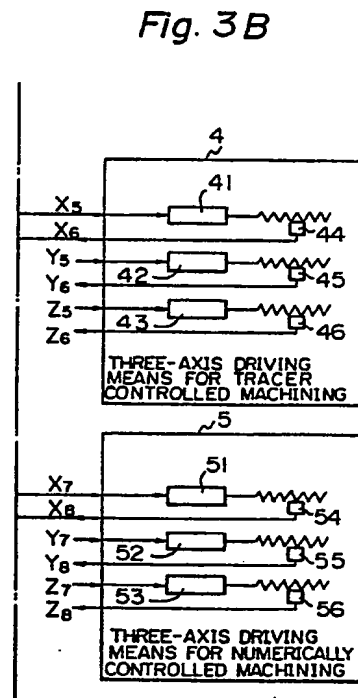 Fig. 3B
4
41
X5
X6
44
Y5
42
45
Y6
Z5
43
46
Z6
THREE-AXIS DRIVING
MEANS FOR TRACER
CONTROLLED MACHINING
5
51
X7
X8
54
Y7
52
55
Y8
Z7
53
56
Z8
THREE-AXIS DRIVING
MEANS FOR NUMERICALLY
CONTROLLED MACHINING